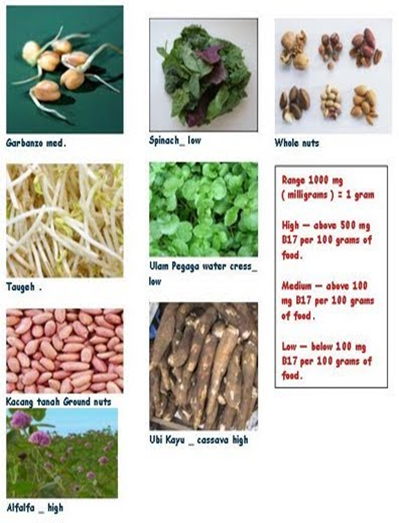 Garbanzo med.
Spinach_ low
Whole nuts
Taugeh .
Ulam Pegaga water cress_
low
Kacang tanah Ground nuts
Ubi Kayu _ cassava high
Alfalfa _ high
Range 1000 mg
( milligrams ) = 1 gram
High – above 500 mg
B17 per 100 grams of
food.
Medium – above 100
mg B17 per 100 grams
of food.
Low – below 100 mg
B17 per 100 grams of
food.